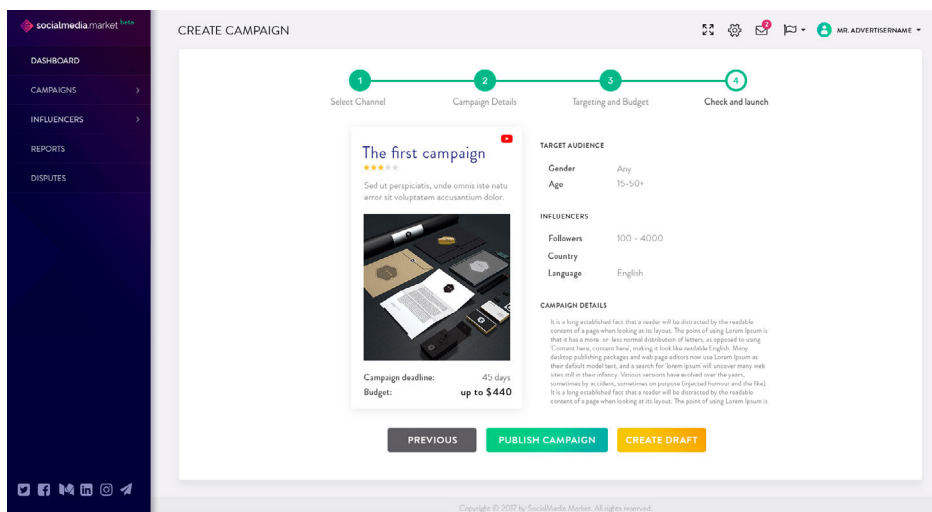 socialmedia.market beta
CREATE CAMPAIGN
2
MR. ADVERTISERNAME
DASHBOARD
CAMPAIGNS
INFLUENCERS
REPORTS
DISPUTES
1
2
3
4
Select Channel
Campaign Details
Targeting and Budget
Check and launch
The first campaign
Sed ut perspiciatis, unde omnis iste natu
error sit voluptatem accusantium dolor.
Campaign deadline: 45 days
Budget: up to $440
TARGET AUDIENCE
Gender Any
Age 15-50+
INFLUENCERS
Followers 100 - 4000
Country
Language English
CAMPAIGN DETAILS
It is a long established fact that a reader will be distracted by the readable
content of a page when looking at its layout. The point of using Lorem Ipsum is
that it has a more-or-less normal distribution of letters, as opposed to using
'Content here, content here', making it look like readable English. Many
desktop publishing packages and web page editors now use Lorem Ipsum as
their default model text, and a search for 'lorem ipsum' will uncover many web
sites still in their infancy. Various versions have evolved over the years,
sometimes by accident, sometimes on purpose (injected humour and the like).
It is a long established fact that a reader will be distracted by the readable
content of a page when looking at its layout. The point of using Lorem Ipsum is
PREVIOUS
PUBLISH CAMPAIGN
CREATE DRAFT
Copyright © 2017 by SocialMedia Market. All rights reserved.